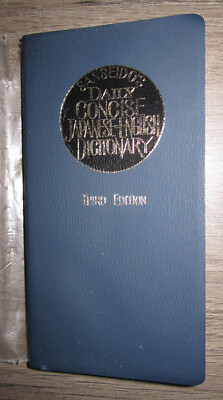 SANSEIDO'S
DAILY
CONCISE
JAPANESE-ENGLISH
DICTIONARY
THIRD EDITION